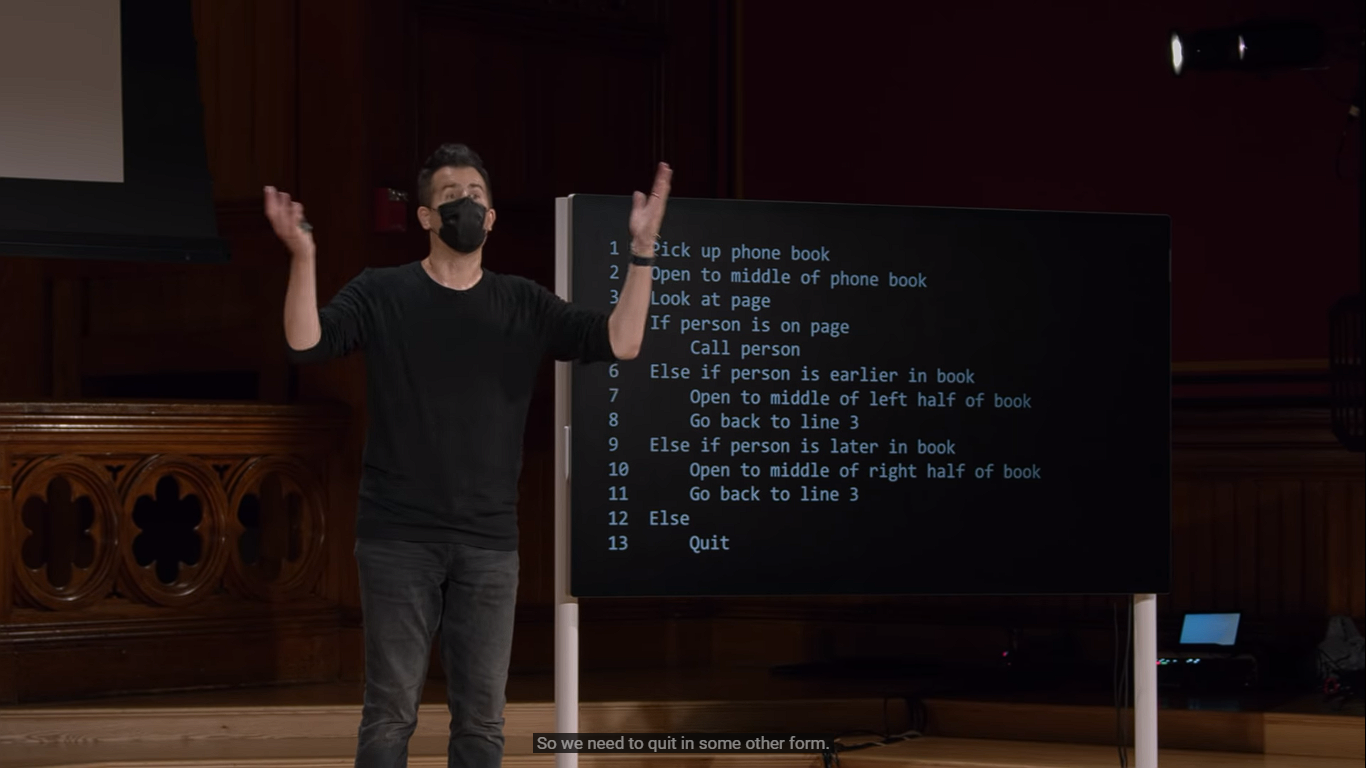 1 Pick up phone book
2 Open to middle of phone book
3 Look at page
If person is on page
Call person
6 Else if person is earlier in book
7 Open to middle of left half of book
8 Go back to line 3
9 Else if person is later in book
10 Open to middle of right half of book
11 Go back to line 3
12 Else
13 Quit
So we need to quit in some other form.